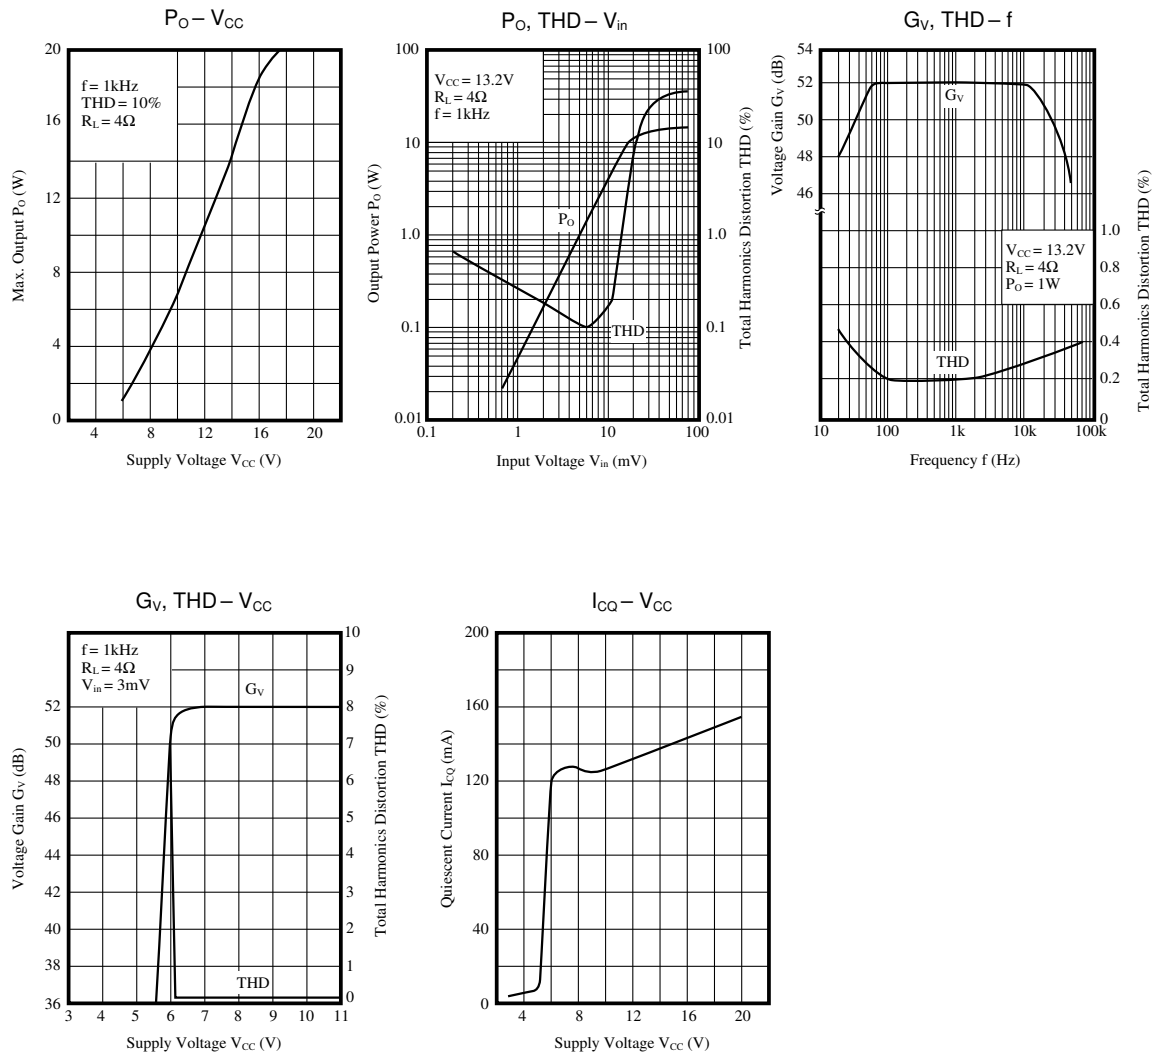 P_O – V_CC
20
16
12
8
4
0
f = 1kHz
THD = 10%
R_L = 4Ω
Max. Output P_O (W)
4 8 12 16 20
Supply Voltage V_CC (V)
P_O, THD – V_in
100
10
1.0
0.1
0.01
V_CC = 13.2V
R_L = 4Ω
f = 1kHz
P_O
THD
Output Power P_O (W)
100
10
1.0
0.1
0.01
Total Harmonics Distortion THD (%)
0.1 1 10 100
Input Voltage V_in (mV)
G_V, THD – f
54
52
50
48
46
Voltage Gain G_V (dB)
G_V
V_CC = 13.2V
R_L = 4Ω
P_O = 1W
THD
1.0
0.8
0.6
0.4
0.2
0
Total Harmonics Distortion THD (%)
10 100 1k 10k 100k
Frequency f (Hz)
G_V, THD – V_CC
f = 1kHz
R_L = 4Ω
V_in = 3mV
G_V
52
50
48
46
44
42
40
38
36
Voltage Gain G_V (dB)
THD
10
9
8
7
6
5
4
3
2
1
0
Total Harmonics Distortion THD (%)
3 4 5 6 7 8 9 10 11
Supply Voltage V_CC (V)
I_CQ – V_CC
200
160
120
80
40
0
Quiescent Current I_CQ (mA)
4 8 12 16 20
Supply Voltage V_CC (V)